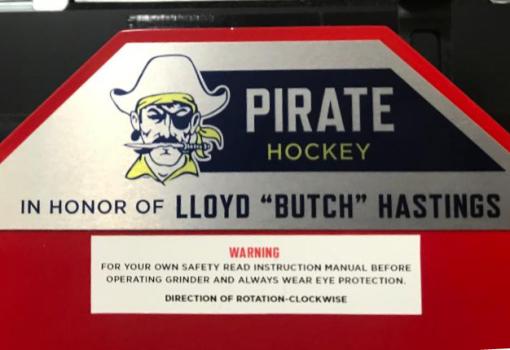 PIRATE
HOCKEY
IN HONOR OF LLOYD "BUTCH" HASTINGS
WARNING
FOR YOUR OWN SAFETY READ INSTRUCTION MANUAL BEFORE
OPERATING GRINDER AND ALWAYS WEAR EYE PROTECTION.
DIRECTION OF ROTATION-CLOCKWISE